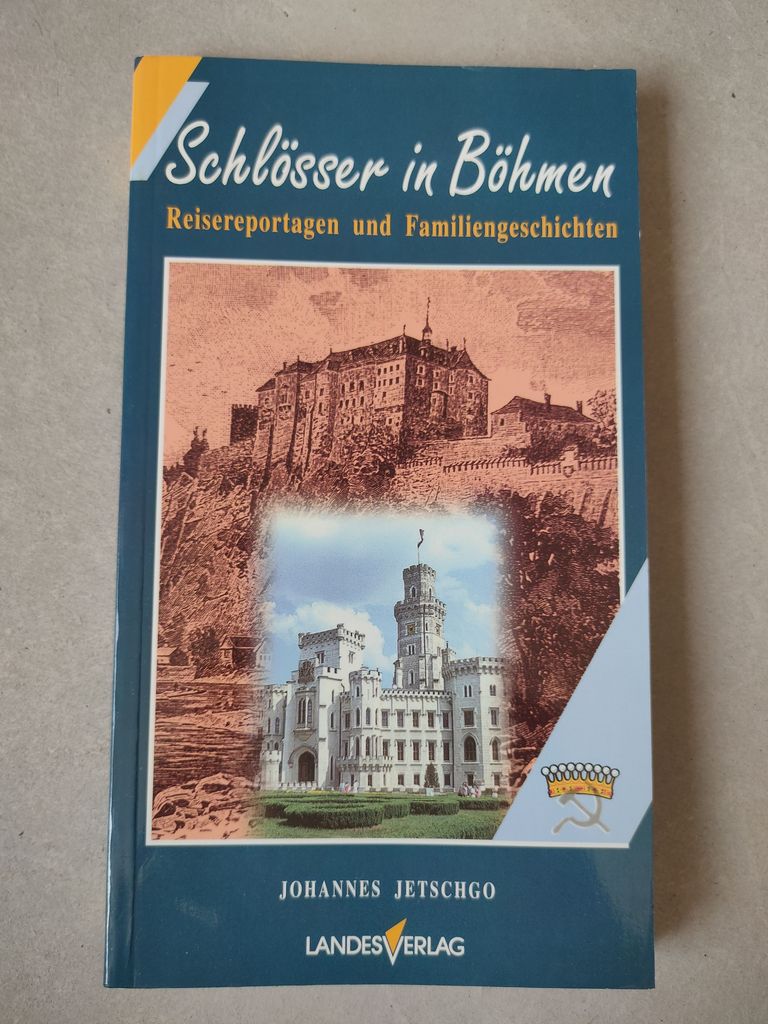 Schlösser in Böhmen
Reisereportagen und Familiengeschichten
JOHANNES JETSCHGO
LANDESVERLAG